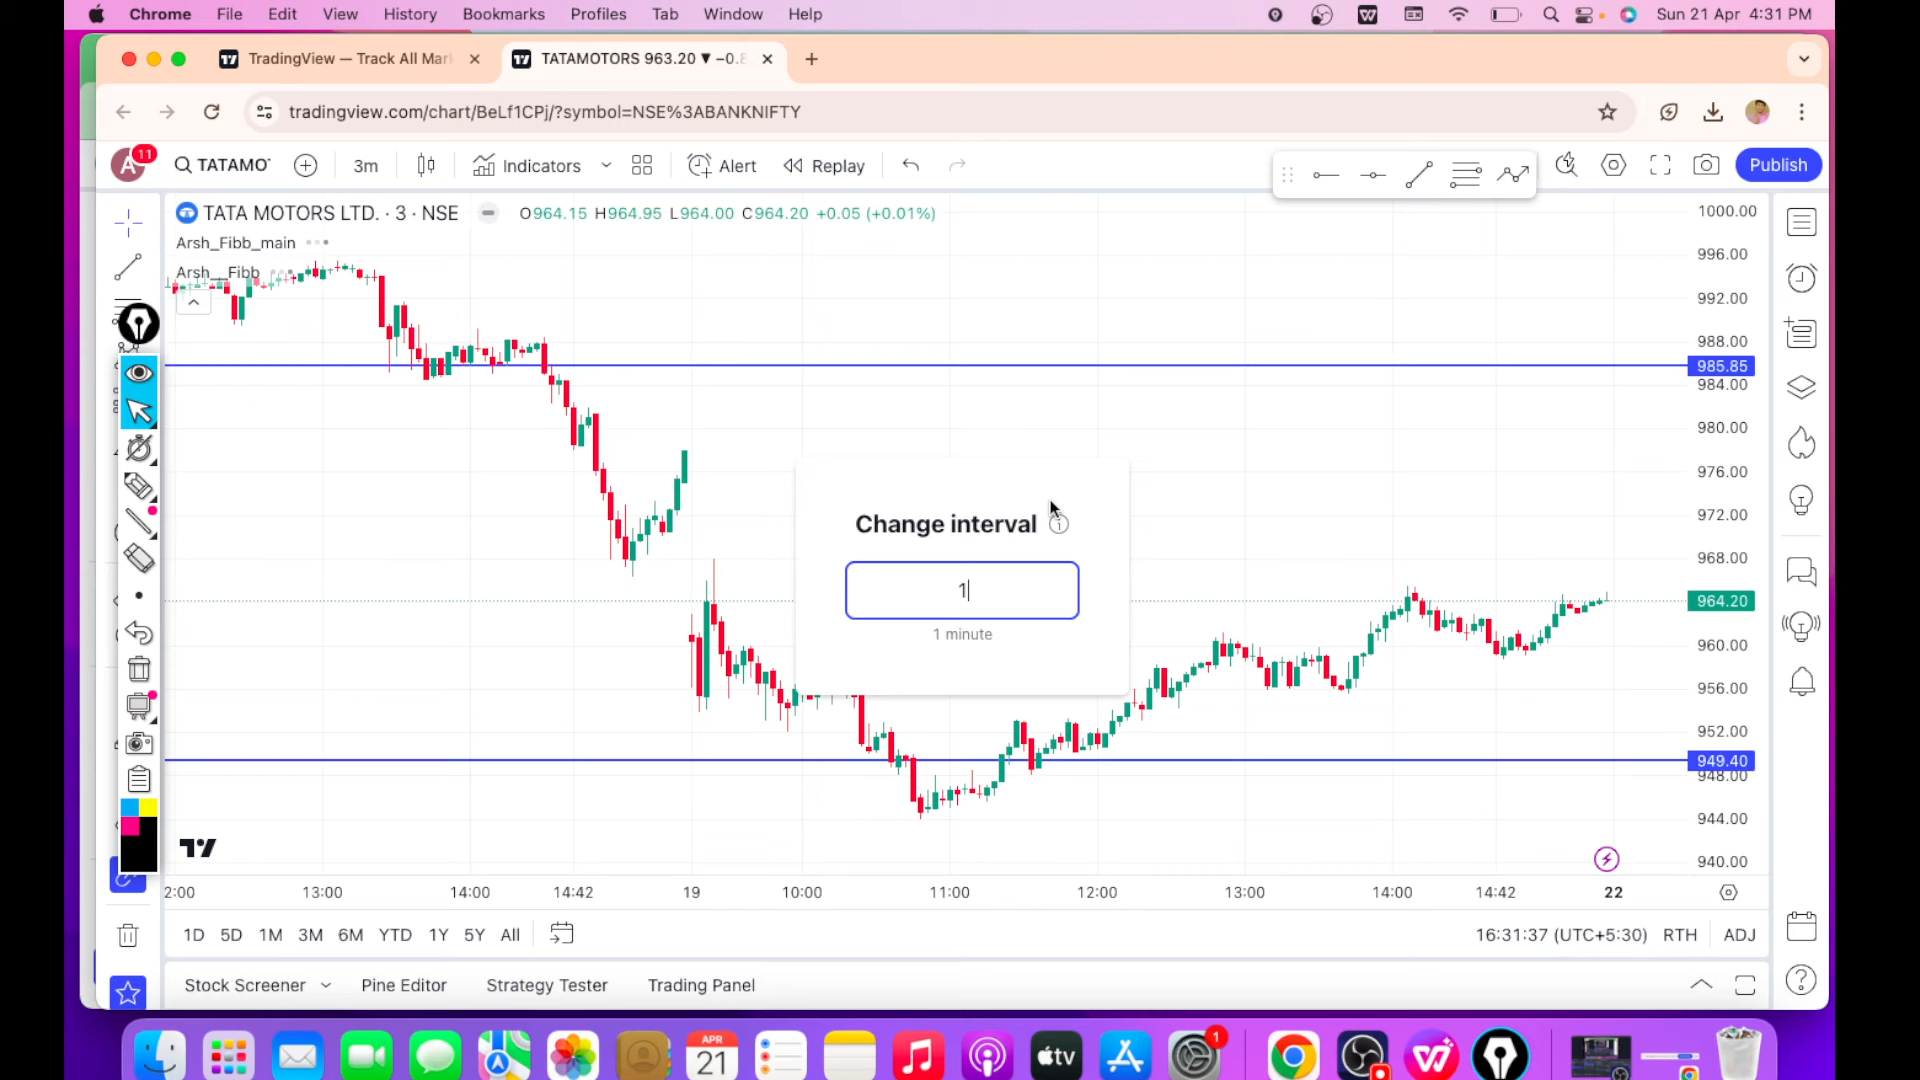 Chrome File Edit View History Bookmarks Profiles Tab Window Help Sun 21 Apr 4:31 PM
TradingView — Track All Mar
TATAMOTORS 963.20 ▼ −0.8
tradingview.com/chart/BeLf1CPj/?symbol=NSE%3ABANKNIFTY
A 11 TATAMO 3m Indicators Alert Replay Publish
TATA MOTORS LTD. · 3 · NSE O964.15 H964.95 L964.00 C964.20 +0.05 (+0.01%)
Arsh_Fibb_main
Arsh__Fibb
1000.00
996.00
992.00
988.00
985.85
984.00
980.00
976.00
972.00
968.00
964.20
960.00
956.00
952.00
949.40
948.00
944.00
940.00
Change interval
1
1 minute
2:00 13:00 14:00 14:42 19 10:00 11:00 12:00 13:00 14:00 14:42 22
1D 5D 1M 3M 6M YTD 1Y 5Y All 16:31:37 (UTC+5:30) RTH ADJ
Stock Screener Pine Editor Strategy Tester Trading Panel
APR
21
tv
1